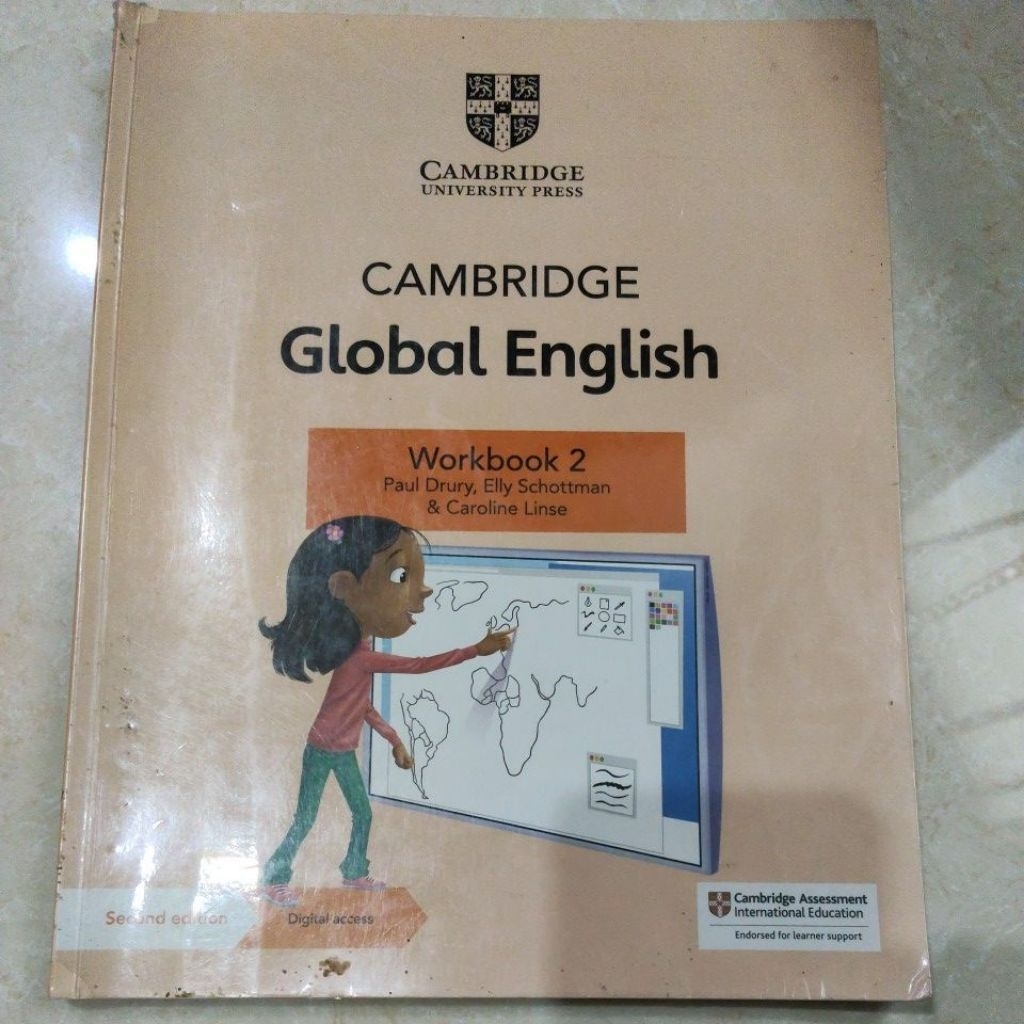 CAMBRIDGE
UNIVERSITY PRESS
CAMBRIDGE
Global English
Workbook 2
Paul Drury, Elly Schottman
& Caroline Linse
Second edition
Digital access
Cambridge Assessment
International Education
Endorsed for learner support